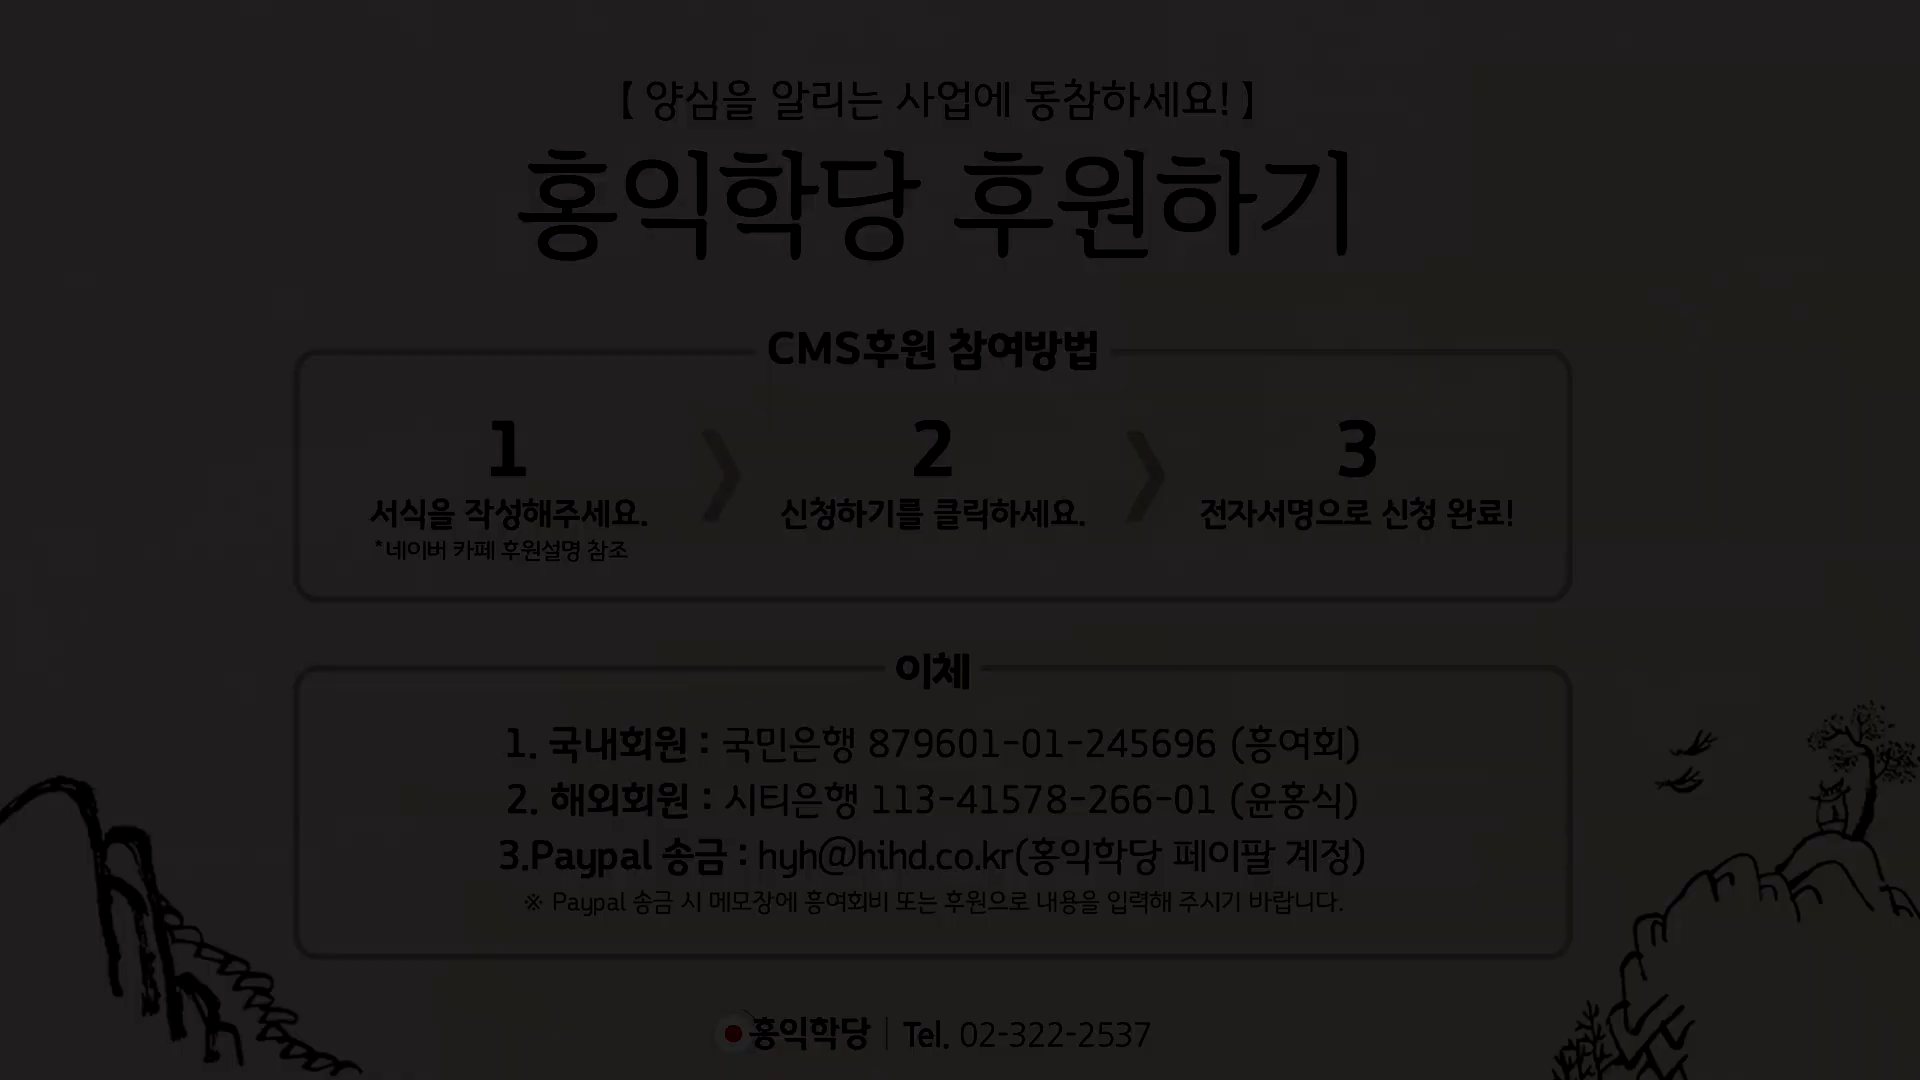 【 양심을 알리는 사업에 동참하세요! 】
홍익학당 후원하기
CMS후원 참여방법
1
서식을 작성해주세요.
*네이버 카페 후원설명 참조
2
신청하기를 클릭하세요.
3
전자서명으로 신청 완료!
이체
1. 국내회원 : 국민은행 879601-01-245696 (흥여회)
2. 해외회원 : 시티은행 113-41578-266-01 (윤홍식)
3.Paypal 송금 : hyh@hihd.co.kr(홍익학당 페이팔 계정)
※ Paypal 송금 시 메모장에 흥여회비 또는 후원으로 내용을 입력해 주시기 바랍니다.
홍익학당 | Tel. 02-322-2537